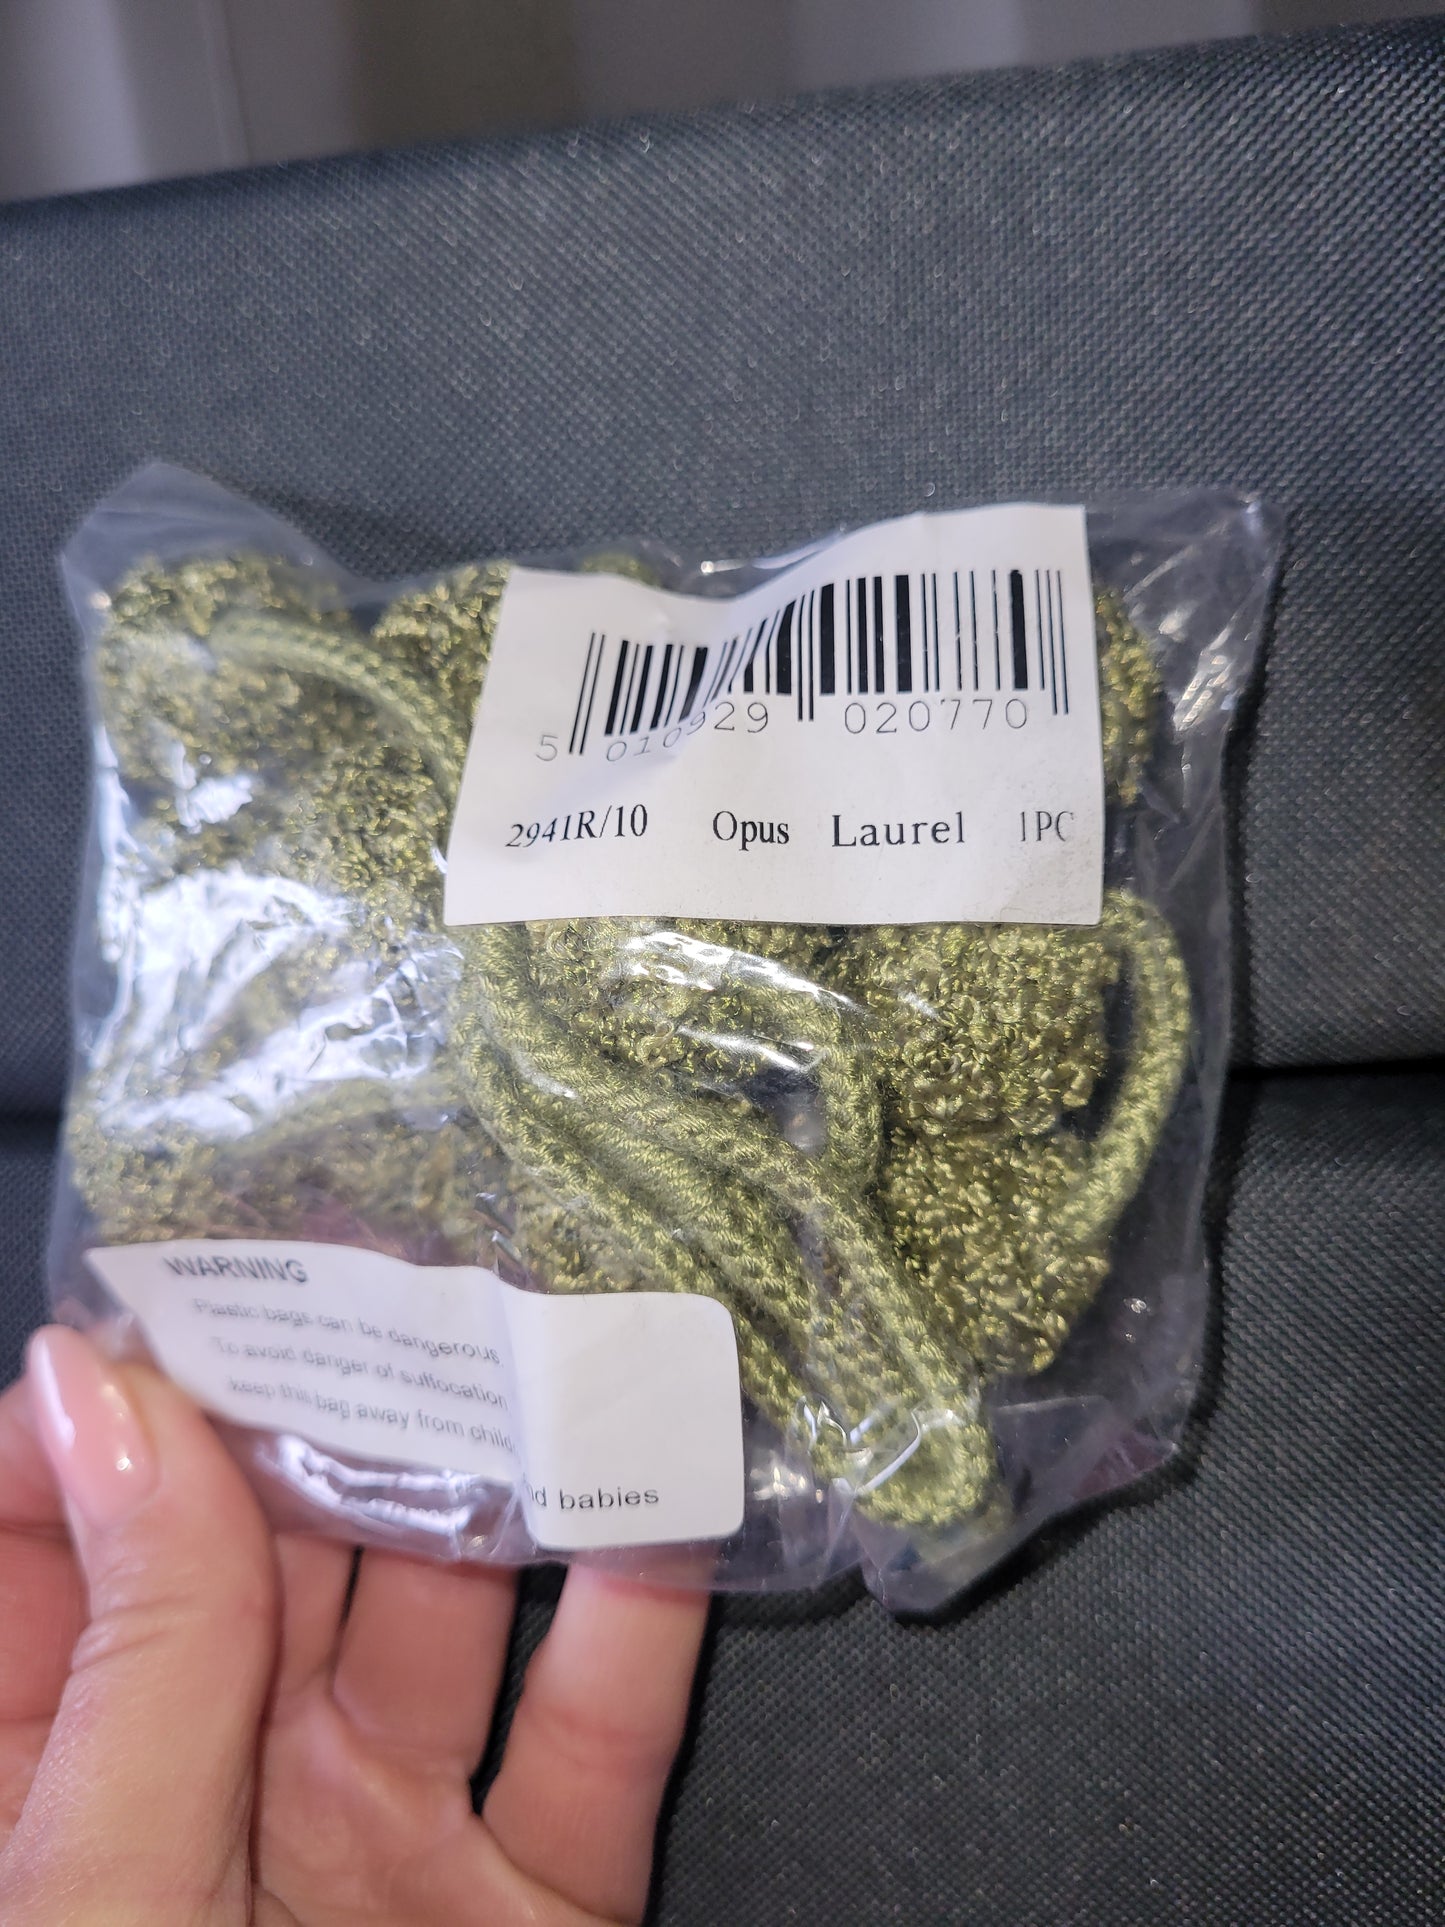 5 010929 020770
2941R/10 Opus Laurel 1PC
WARNING
Plastic bags can be dangerous.
To avoid danger of suffocation
keep this bag away from
babies